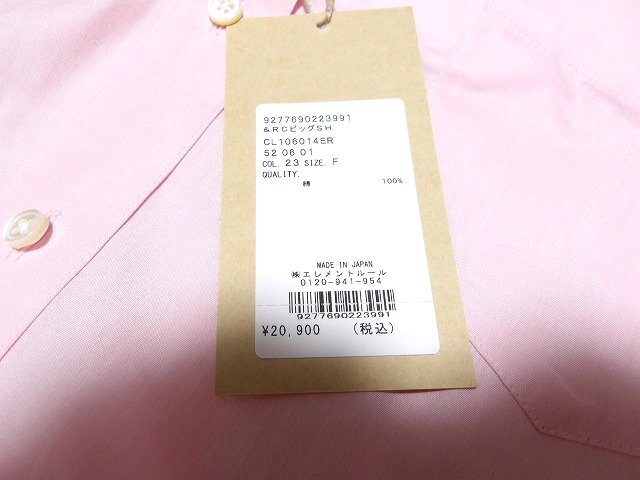 9277690223991
&RCビッグSH
CL106014ER
52 06 01
COL. 23 SIZE. F
QUALITY.
綿 100%
MADE IN JAPAN
㈱エレメントルール
0120-941-954
9277690223991
¥20,900 (税込)